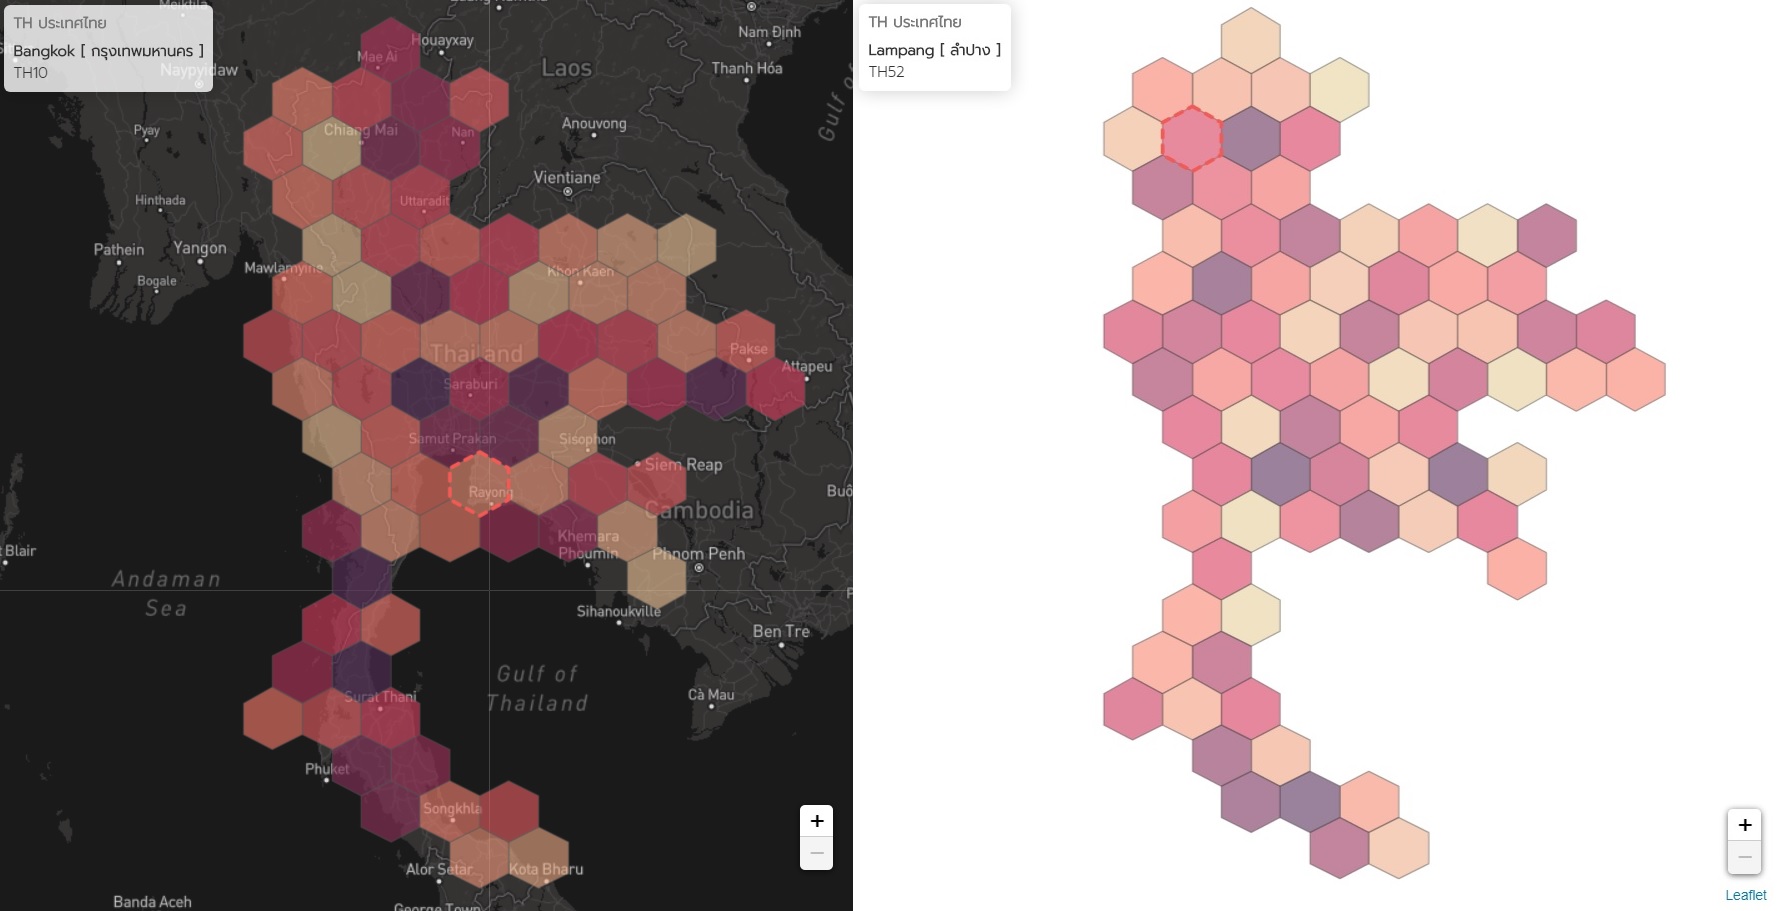 TH ประเทศไทย
Bangkok [ กรุงเทพมหานคร ]
TH10
Meiktila
Naypyidaw
Houayxay
Mae Ai
Laos
Nam Định
Thanh Hóa
Gulf of
Pyay
Chiang Mai
Nan
Anouvong
Vientiane
Hinthada
Uttaradit
Pathein
Yangon
Mawlamyine
Khon Kaen
Bogale
Thailand
Pakse
Attapeu
Saraburi
Samut Prakan
Sisophon
Siem Reap
Rayong
Cambodia
Khemara
Phoumin
Phnom Penh
Blair
Andaman
Sea
Sihanoukville
Ben Tre
Gulf of
Thailand
Surat Thani
Cà Mau
Phuket
Songkhla
Alor Setar
Kota Bharu
Banda Aceh
George Town
+
−
TH ประเทศไทย
Lampang [ ลำปาง ]
TH52
+
−
Leaflet